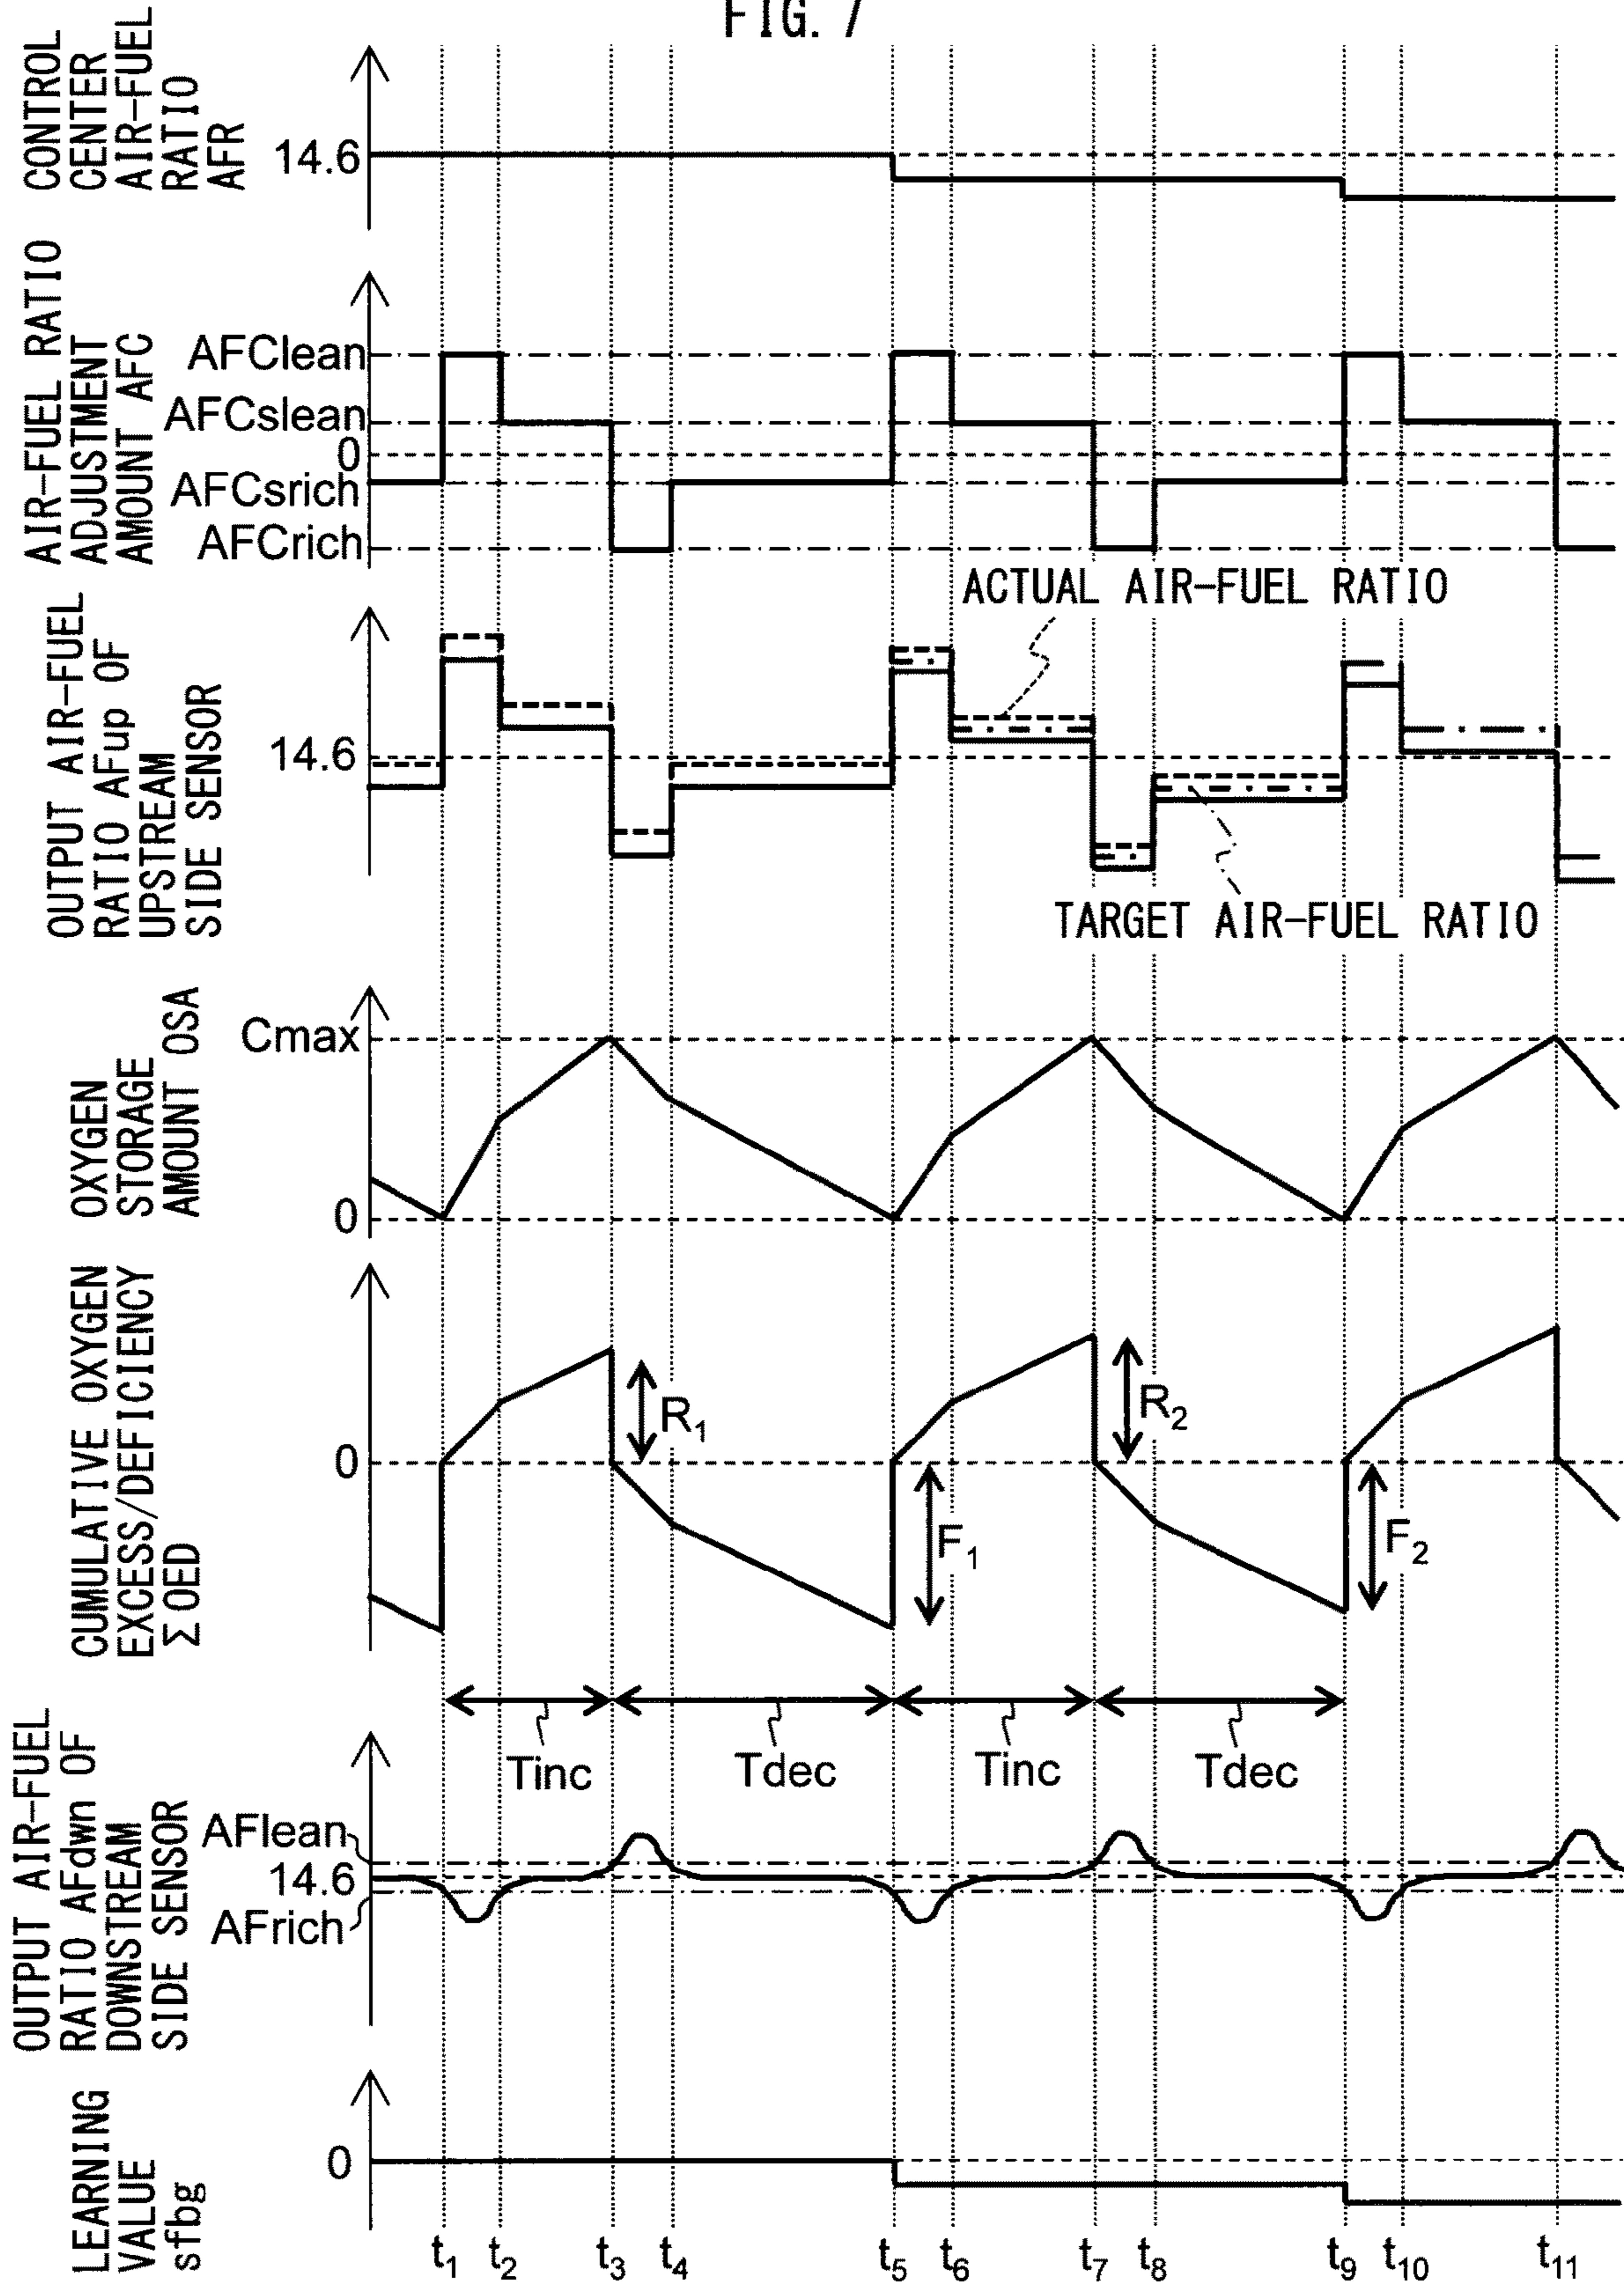 FIG. 7
CONTROL
CENTER
AIR-FUEL
RATIO
AFR
14.6
AIR-FUEL RATIO
ADJUSTMENT
AMOUNT AFC
AFClean
AFCslean
0
AFCsrich
AFCrich
ACTUAL AIR-FUEL RATIO
OUTPUT AIR-FUEL
RATIO AFup OF
UPSTREAM
SIDE SENSOR
14.6
TARGET AIR-FUEL RATIO
OXYGEN
STORAGE
AMOUNT OSA
Cmax
0
CUMULATIVE OXYGEN
EXCESS/DEFICIENCY
ΣOED
0
R1
R2
F1
F2
Tinc
Tdec
Tinc
Tdec
OUTPUT AIR-FUEL
RATIO AFdwn OF
DOWNSTREAM
SIDE SENSOR
AFlean
14.6
AFrich
LEARNING
VALUE
sfbg
0
t1 t2 t3 t4 t5 t6 t7 t8 t9 t10 t11